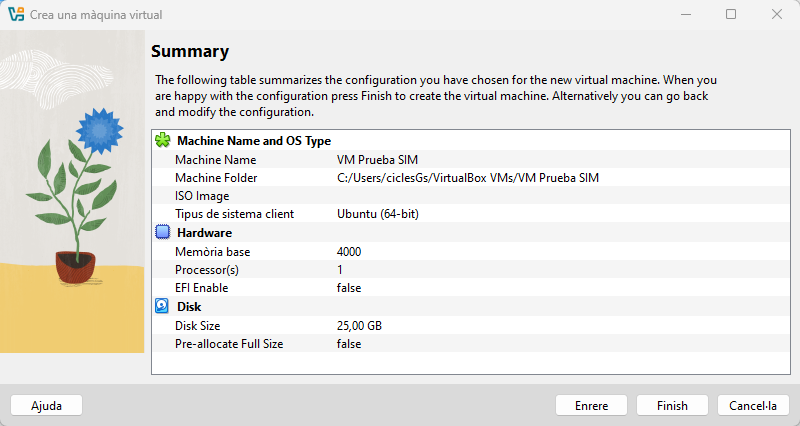 Crea una màquina virtual
Summary
The following table summarizes the configuration you have chosen for the new virtual machine. When you
are happy with the configuration press Finish to create the virtual machine. Alternatively you can go back
and modify the configuration.
Machine Name and OS Type
Machine Name VM Prueba SIM
Machine Folder C:/Users/ciclesGs/VirtualBox VMs/VM Prueba SIM
ISO Image
Tipus de sistema client Ubuntu (64-bit)
Hardware
Memòria base 4000
Processor(s) 1
EFI Enable false
Disk
Disk Size 25,00 GB
Pre-allocate Full Size false
Ajuda Enrere Finish Cancel·la